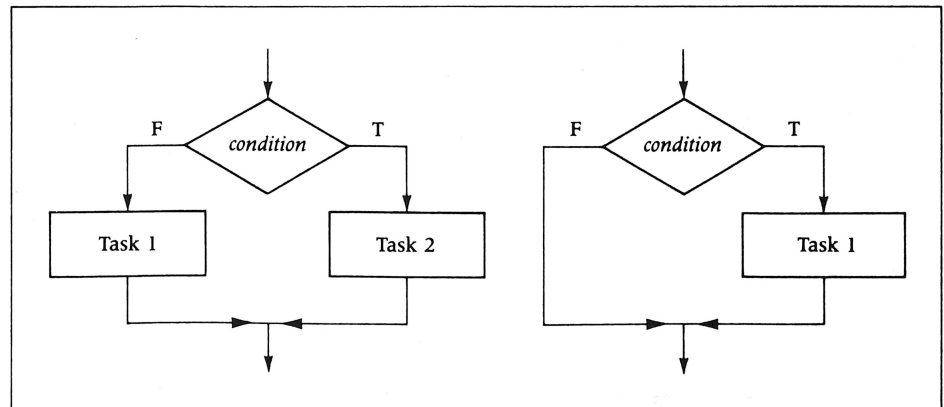 F
condition
T
Task 1
Task 2
F
condition
T
Task 1